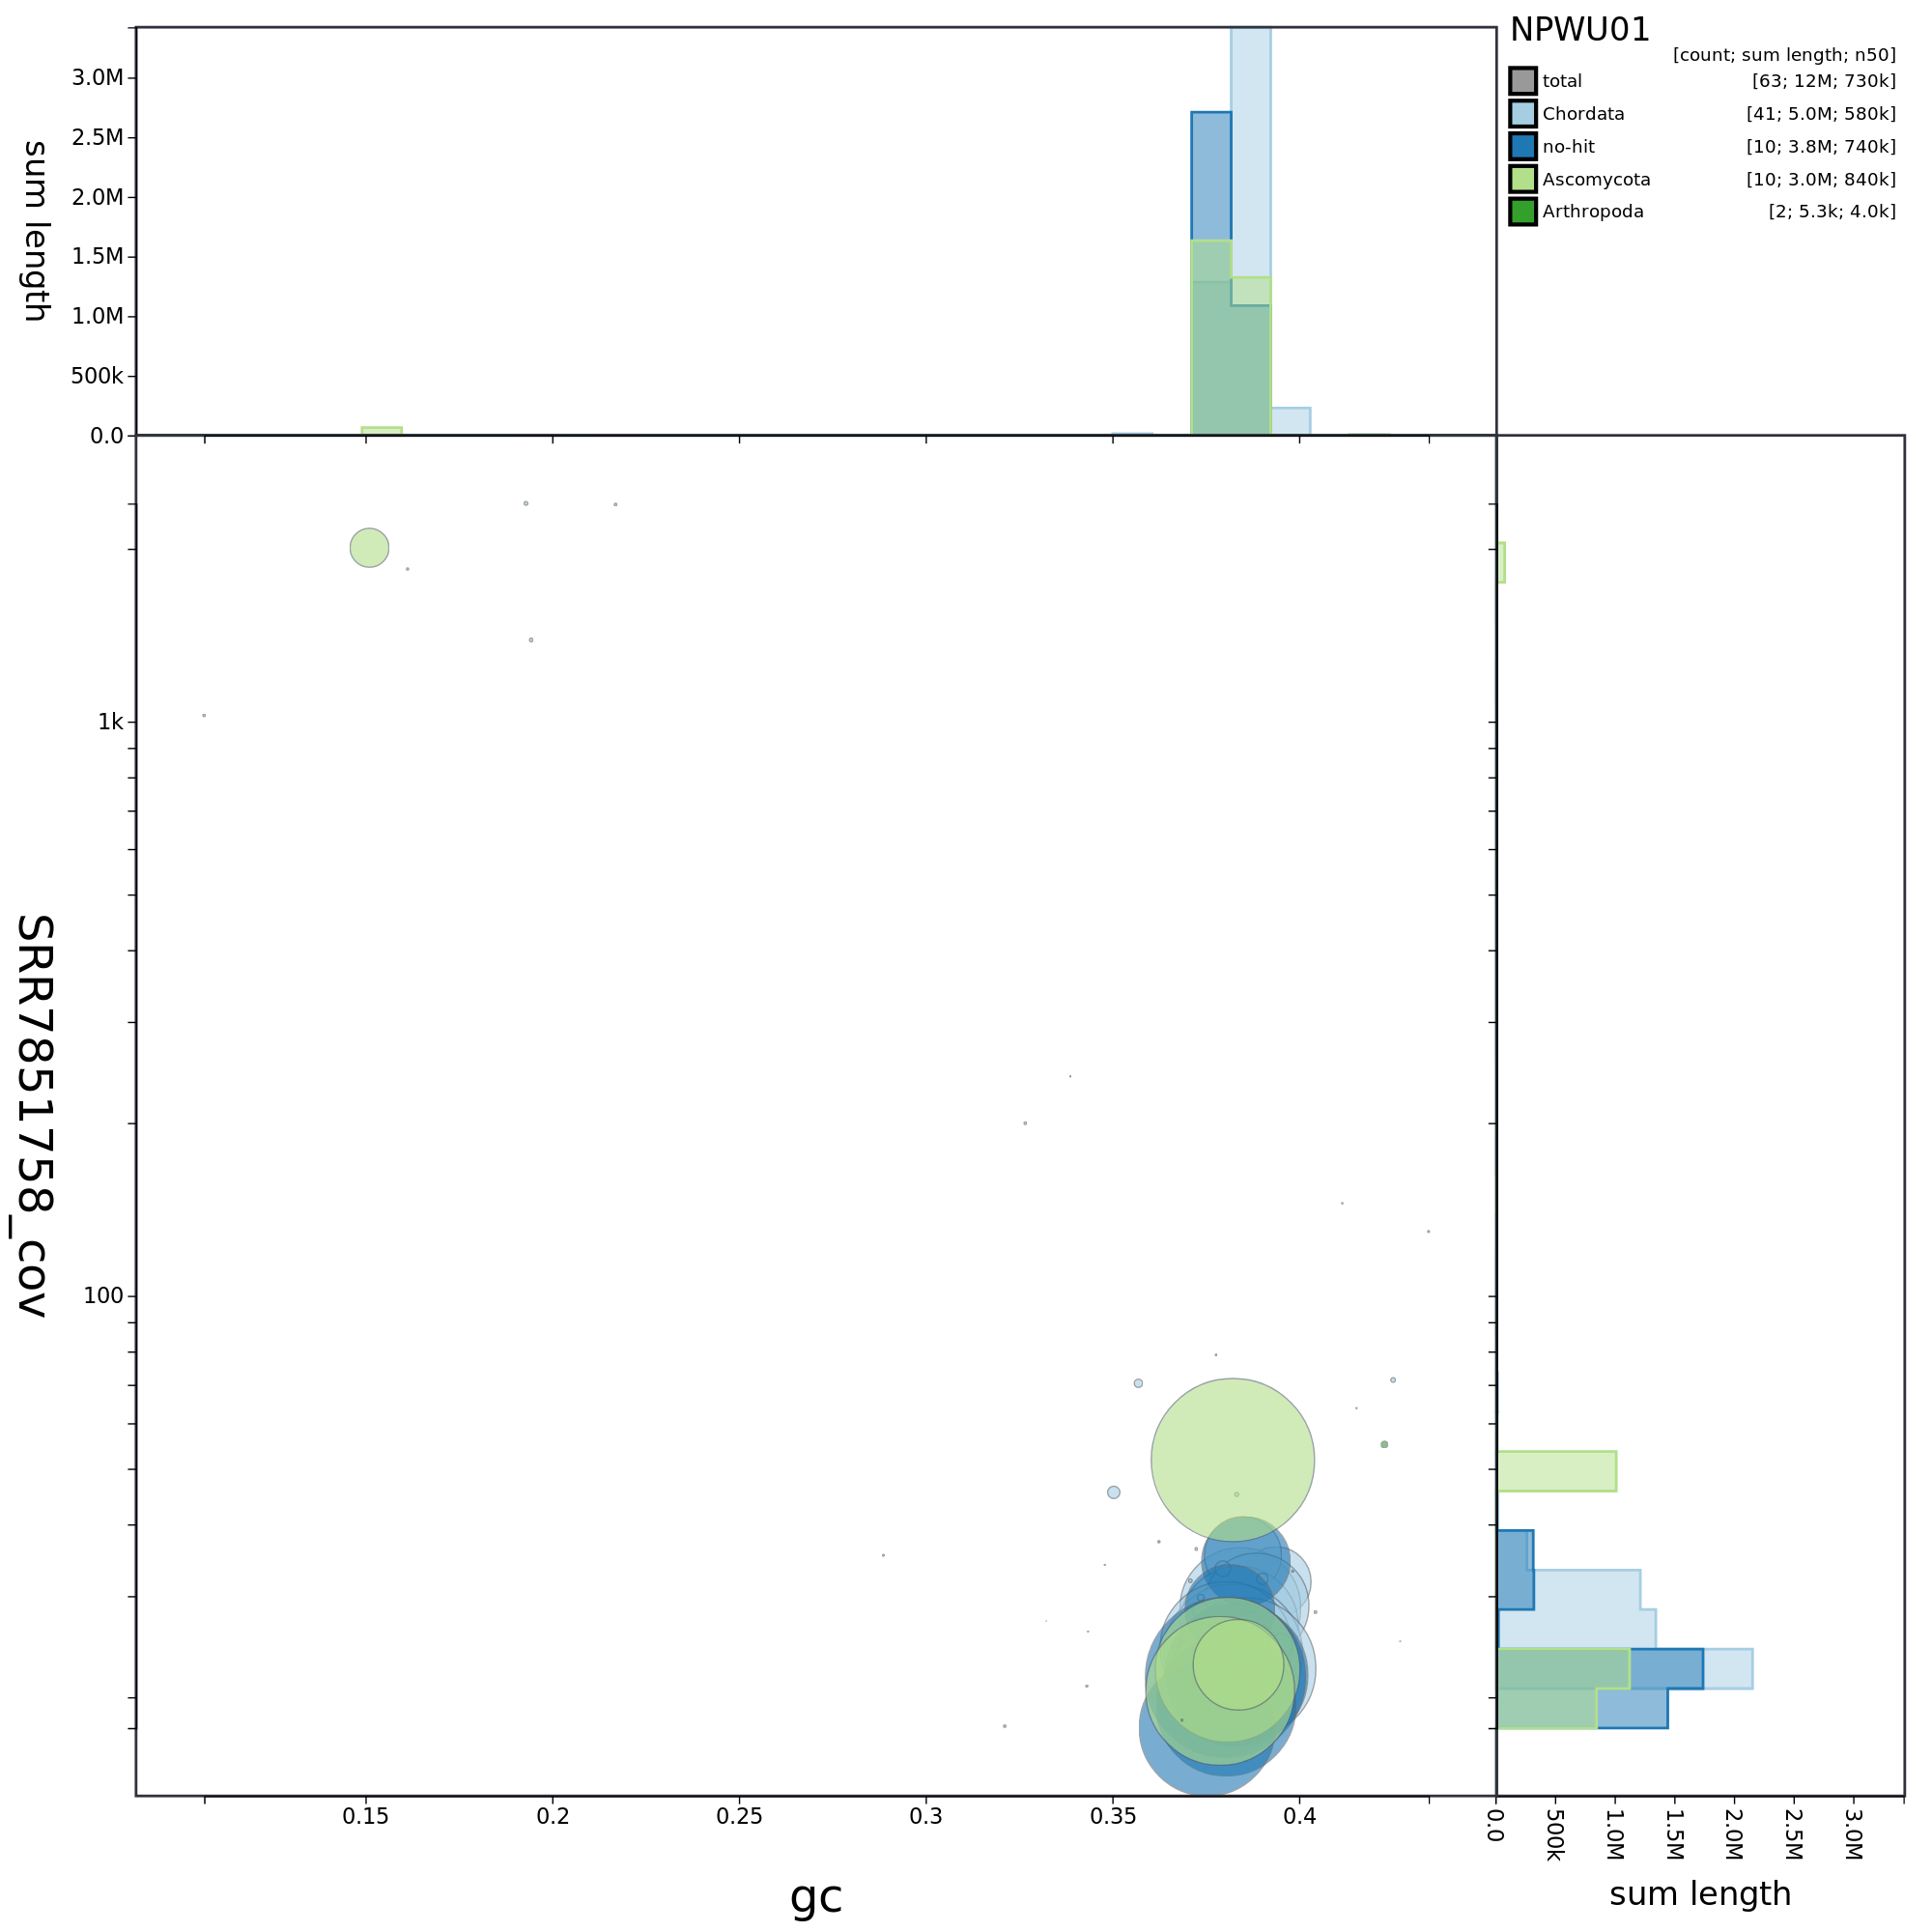 NPWU01
[count; sum length; n50]
total [63; 12M; 730k]
Chordata [41; 5.0M; 580k]
no-hit [10; 3.8M; 740k]
Ascomycota [10; 3.0M; 840k]
Arthropoda [2; 5.3k; 4.0k]
sum length
3.0M
2.5M
2.0M
1.5M
1.0M
500k
0.0
SRR7851758_cov
1k
100
0.15 0.2 0.25 0.3 0.35 0.4
gc
0.0 500k 1.0M 1.5M 2.0M 2.5M 3.0M
sum length